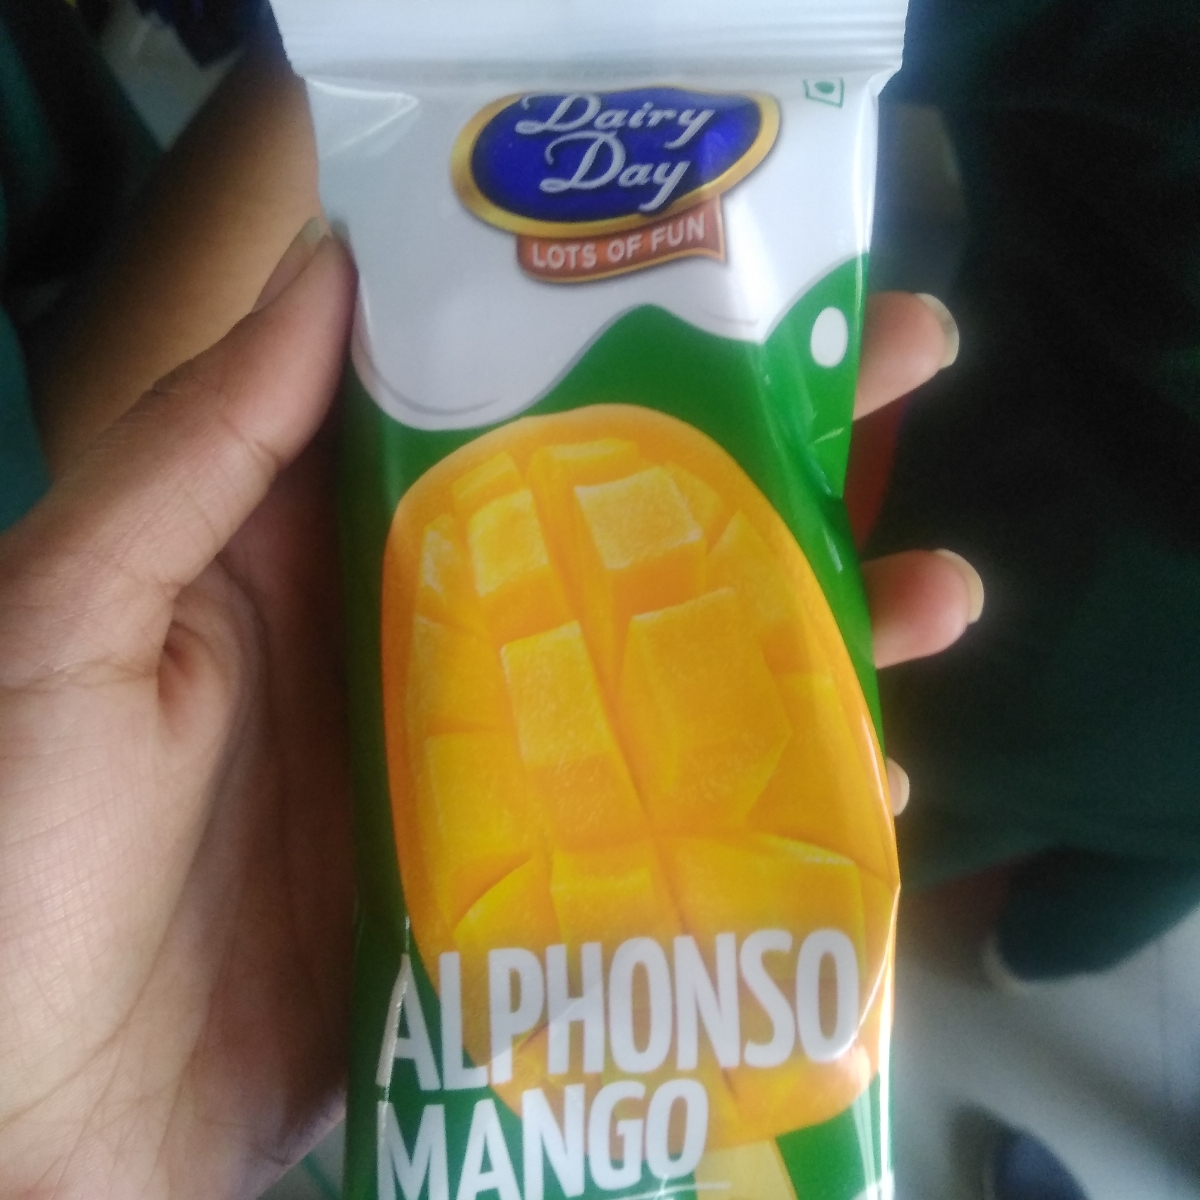 Dairy
Day
LOTS OF FUN
ALPHONSO
MANGO